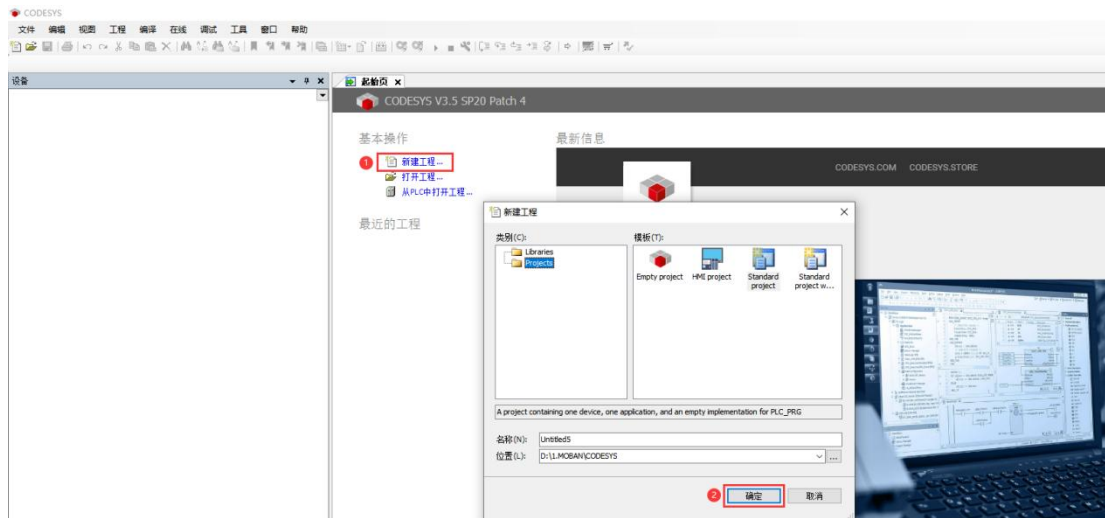 CODESYS
文件 编辑 视图 工程 编译 在线 调试 工具 窗口 帮助
设备
起始页
CODESYS V3.5 SP20 Patch 4
基本操作
最新信息
1 新建工程...
打开工程...
从PLC中打开工程...
CODESYS.COM CODESYS.STORE
最近的工程
新建工程
类别(C):
模板(T):
Libraries
Projects
Empty project
HMI project
Standard project
Standard project w...
A project containing one device, one application, and an empty implementation for PLC_PRG
名称(N): Untitled5
位置(L): D:\1.MOBAN\CODESYS
...
2 确定 取消